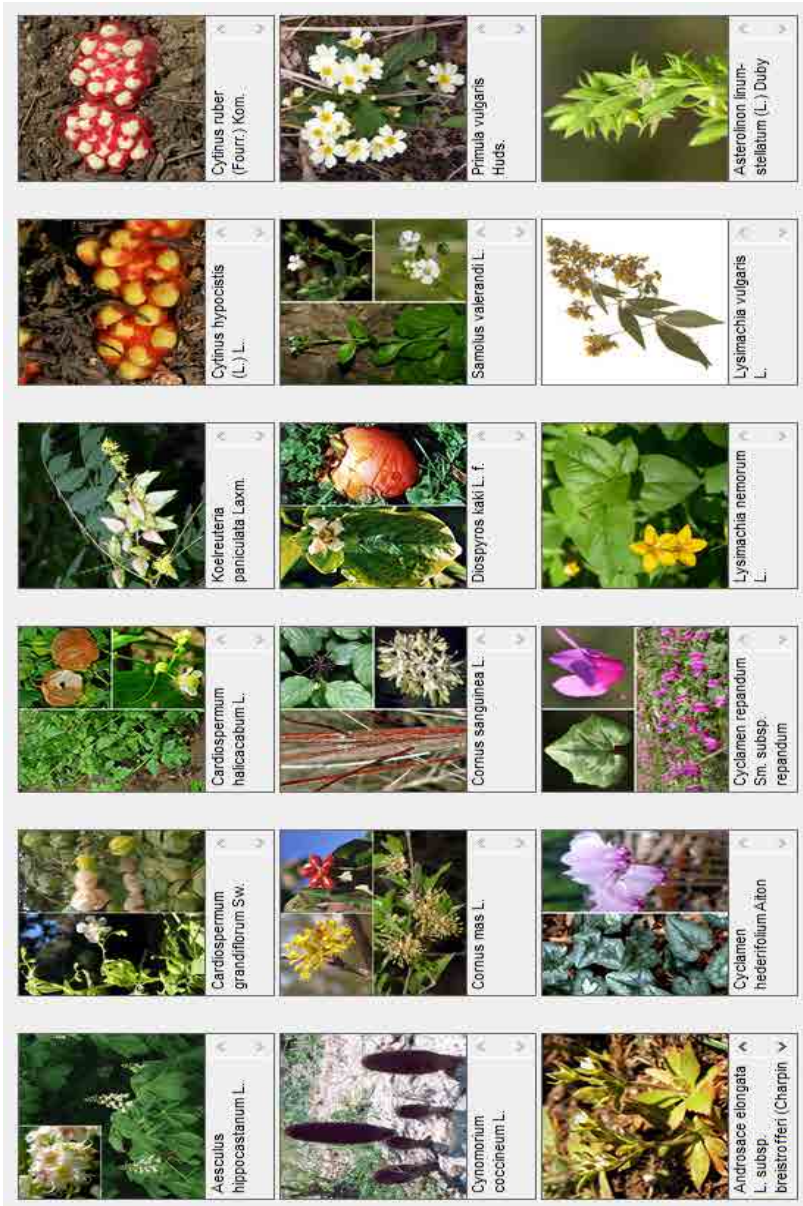 Aesculus
hippocastanum L.
Cardiospermum
grandiflorum Sw.
Cardiospermum
halicacabum L.
Koelreuteria
paniculata Laxm.
Cytinus hypocistis
(L.) L.
Cytinus ruber
(Fourr.) Kom.
Cynomorium
coccineum L.
Cornus mas L.
Cornus sanguinea L.
Diospyros kaki L. f.
Samolus valerandi L.
Primula vulgaris
Huds.
Androsace elongata
L. subsp.
breistrofferi (Charpin
Cyclamen
hederifolium Aiton
Cyclamen repandum
Sm. subsp.
repandum
Lysimachia nemorum
L.
Lysimachia vulgaris
L.
Asterolinon linum-
stellatum (L.) Duby